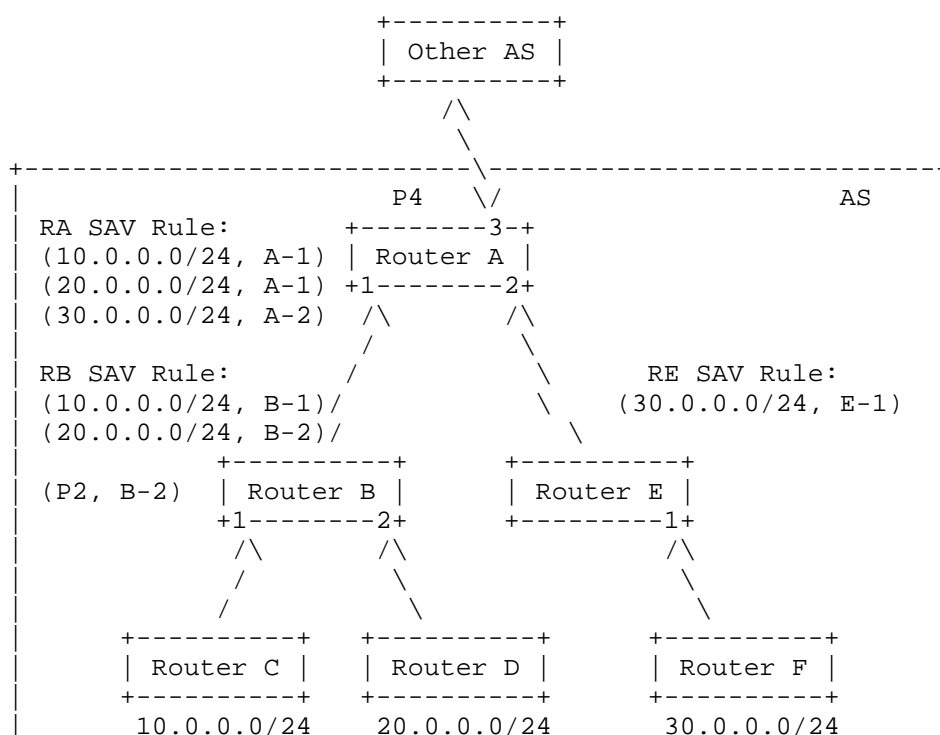 Other AS
P4 AS
RA SAV Rule: 3
(10.0.0.0/24, A-1) Router A
(20.0.0.0/24, A-1) 1 2
(30.0.0.0/24, A-2)
RB SAV Rule: RE SAV Rule:
(10.0.0.0/24, B-1) (30.0.0.0/24, E-1)
(20.0.0.0/24, B-2)
(P2, B-2) Router B Router E
1 2 1
Router C Router D Router F
10.0.0.0/24 20.0.0.0/24 30.0.0.0/24